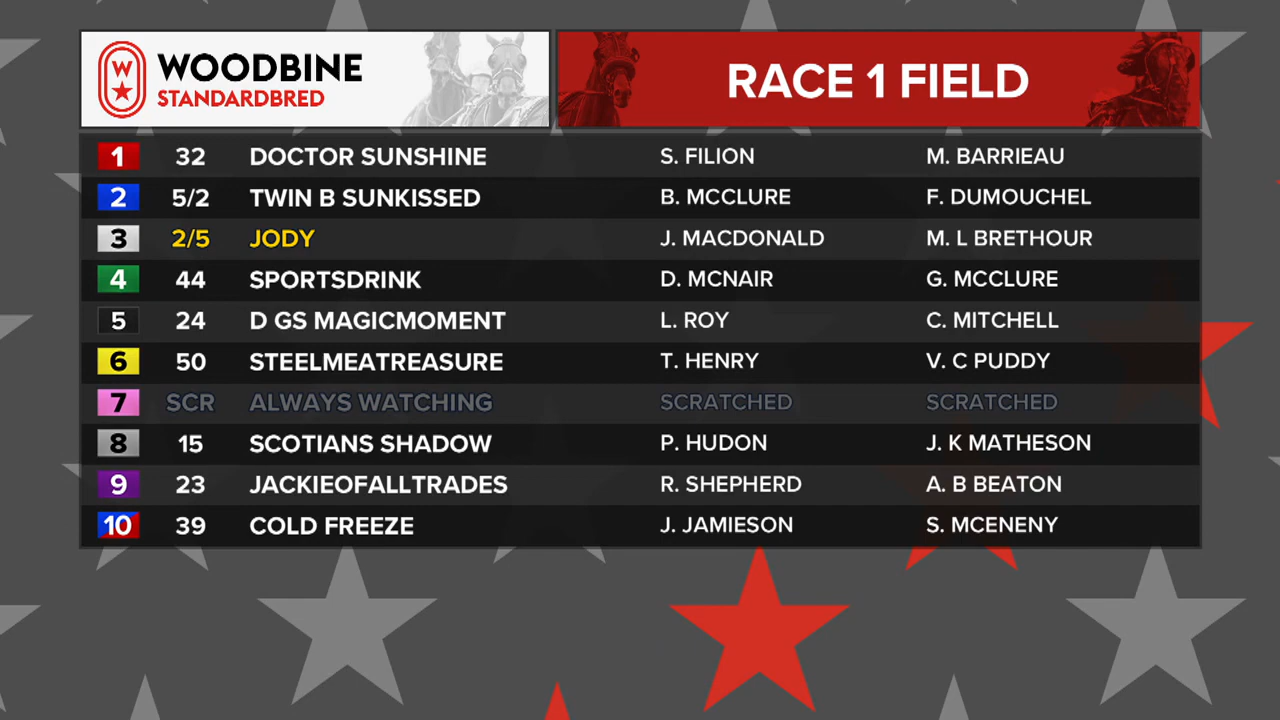 W
WOODBINE
STANDARDBRED
RACE 1 FIELD
1 32 DOCTOR SUNSHINE S. FILION M. BARRIEAU
2 5/2 TWIN B SUNKISSED B. MCCLURE F. DUMOUCHEL
3 2/5 JODY J. MACDONALD M. L BRETHOUR
4 44 SPORTSDRINK D. MCNAIR G. MCCLURE
5 24 D GS MAGICMOMENT L. ROY C. MITCHELL
6 50 STEELMEATREASURE T. HENRY V. C PUDDY
7 SCR ALWAYS WATCHING SCRATCHED SCRATCHED
8 15 SCOTIANS SHADOW P. HUDON J. K MATHESON
9 23 JACKIEOFALLTRADES R. SHEPHERD A. B BEATON
10 39 COLD FREEZE J. JAMIESON S. MCENENY